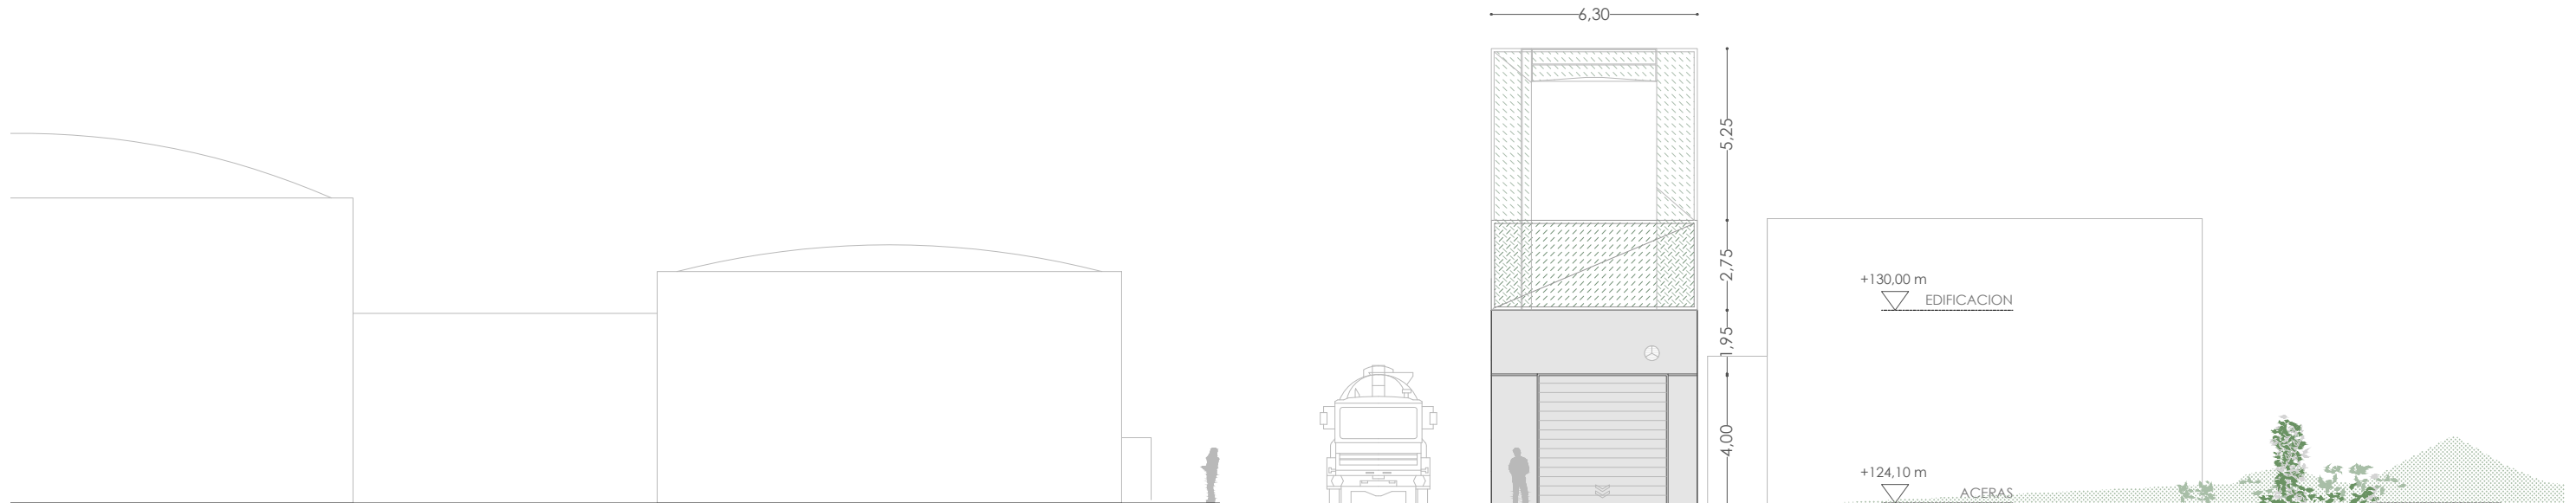 6,30
5,25
2,75
+130,00 m
EDIFICACION
1,95
4,00
+124,10 m
ACERAS